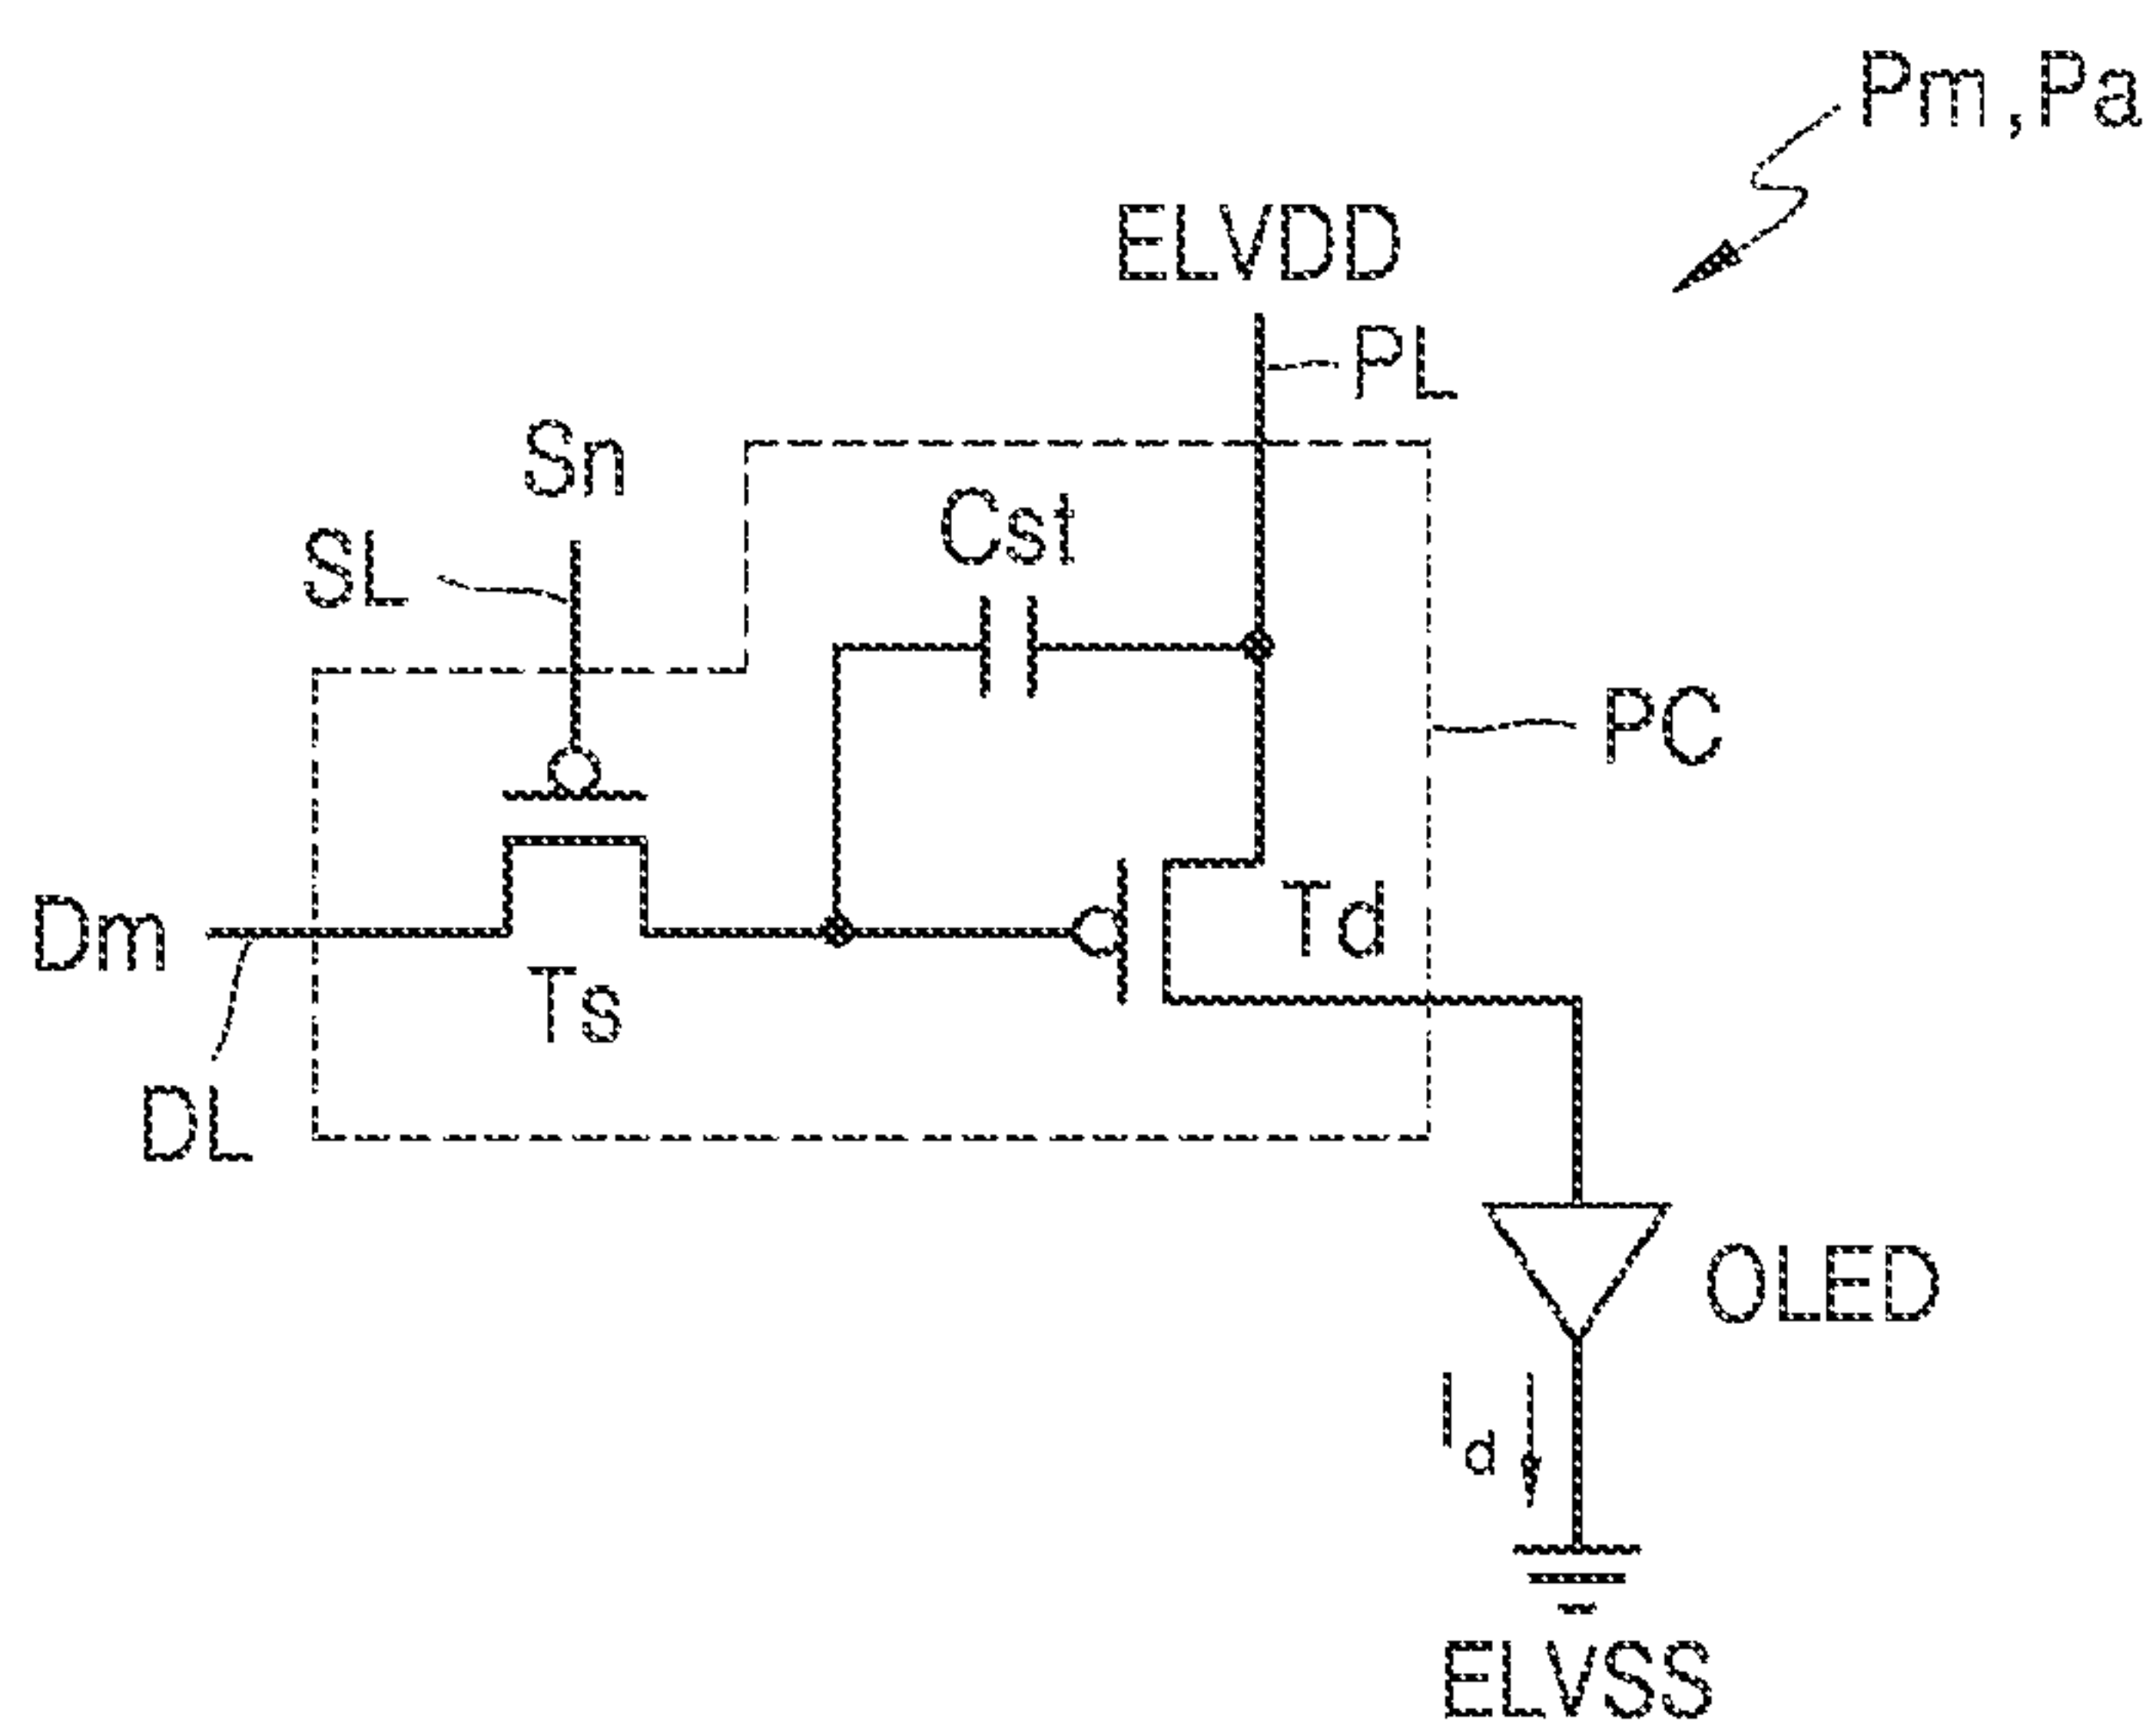 Pm,Pa
ELVDD
PL
Sn
SL
Cst
PC
Dm
Td
Ts
DL
OLED
Id
ELVSS